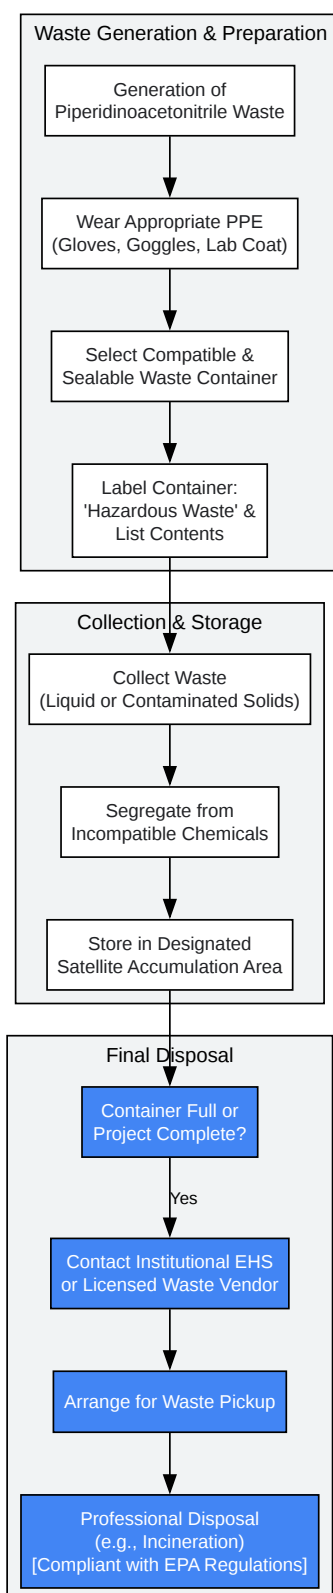 Waste Generation & Preparation
Generation of
Piperidinoacetonitrile Waste
Wear Appropriate PPE
(Gloves, Goggles, Lab Coat)
Select Compatible &
Sealable Waste Container
Label Container:
'Hazardous Waste' &
List Contents
Collection & Storage
Collect Waste
(Liquid or Contaminated Solids)
Segregate from
Incompatible Chemicals
Store in Designated
Satellite Accumulation Area
Final Disposal
Container Full or
Project Complete?
Yes
Contact Institutional EHS
or Licensed Waste Vendor
Arrange for Waste Pickup
Professional Disposal
(e.g., Incineration)
[Compliant with EPA Regulations]